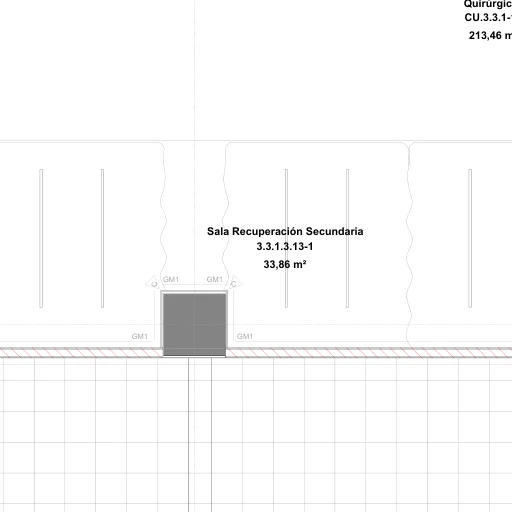 Quirúrgic
CU.3.3.1-
213,46 m
Sala Recuperación Secundaria
3.3.1.3.13-1
33,86 m²
GM1 GM1
C C
GM1 GM1